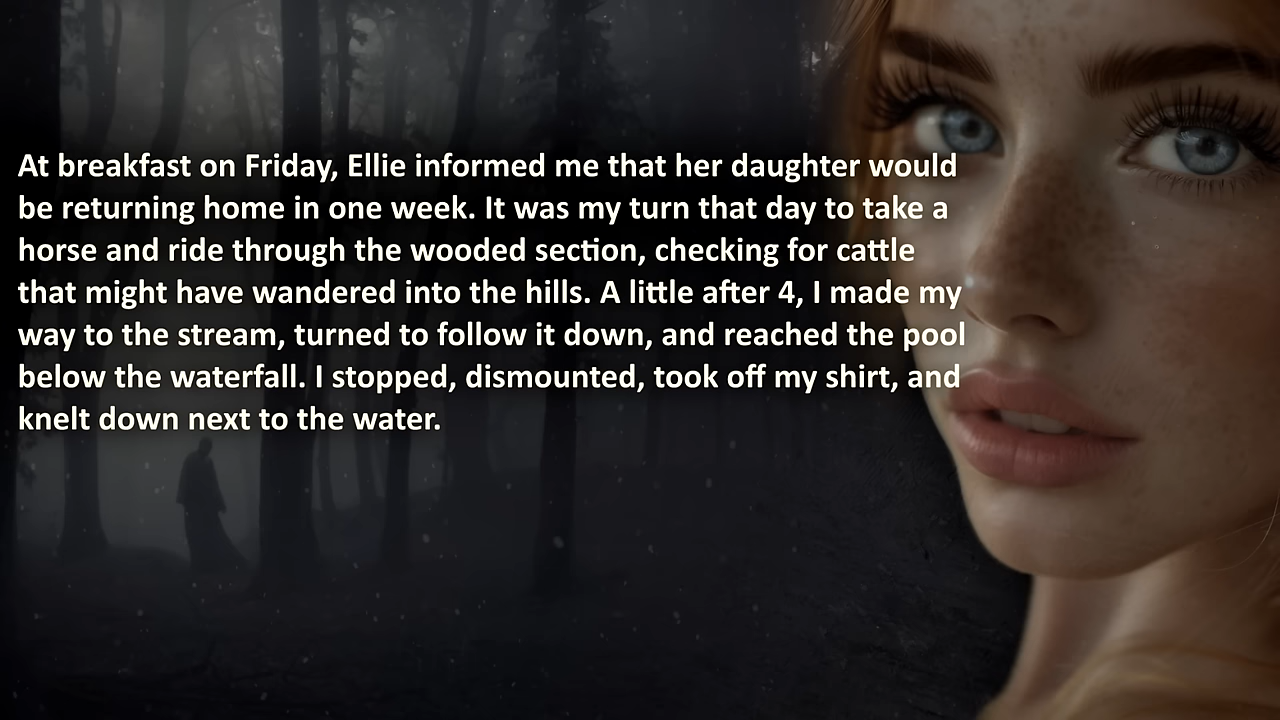 At breakfast on Friday, Ellie informed me that her daughter would
be returning home in one week. It was my turn that day to take a
horse and ride through the wooded section, checking for cattle
that might have wandered into the hills. A little after 4, I made my
way to the stream, turned to follow it down, and reached the pool
below the waterfall. I stopped, dismounted, took off my shirt, and
knelt down next to the water.